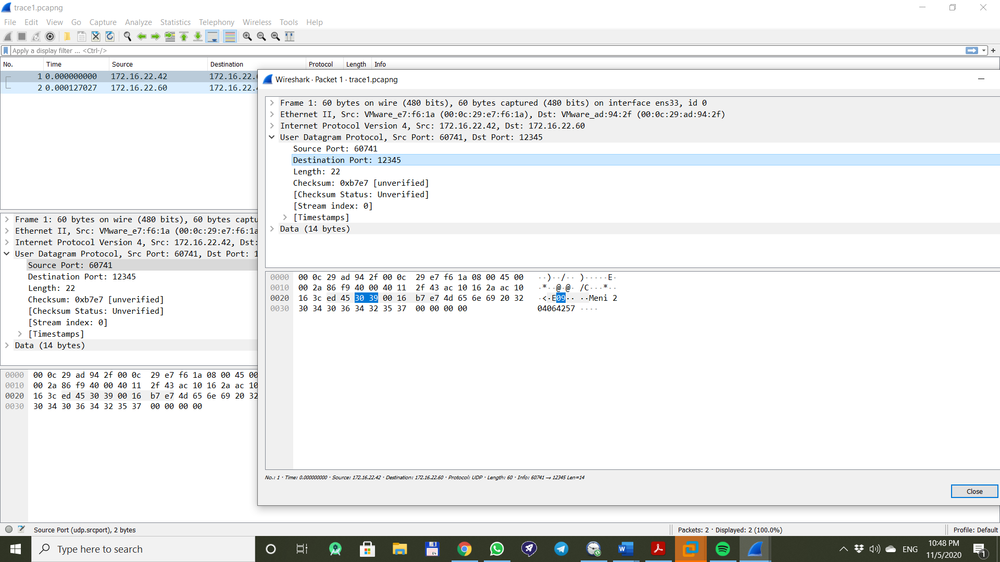 trace1.pcapng
File Edit View Go Capture Analyze Statistics Telephony Wireless Tools Help
Apply a display filter ... <Ctrl-/>
+
No. Time Source Destination Protocol Length Info
1 0.000000000 172.16.22.42 172.16.22.
2 0.000127027 172.16.22.60 172.16.22.
Wireshark · Packet 1 · trace1.pcapng
Frame 1: 60 bytes on wire (480 bits), 60 bytes captured (480 bits) on interface ens33, id 0
Ethernet II, Src: VMware_e7:f6:1a (00:0c:29:e7:f6:1a), Dst: VMware_ad:94:2f (00:0c:29:ad:94:2f)
Internet Protocol Version 4, Src: 172.16.22.42, Dst: 172.16.22.60
User Datagram Protocol, Src Port: 60741, Dst Port: 12345
Source Port: 60741
Destination Port: 12345
Length: 22
Checksum: 0xb7e7 [unverified]
[Checksum Status: Unverified]
[Stream index: 0]
[Timestamps]
Data (14 bytes)
0000 00 0c 29 ad 94 2f 00 0c 29 e7 f6 1a 08 00 45 00 ··)··/·· )·····E·
0010 00 2a 86 f9 40 00 40 11 2f 43 ac 10 16 2a ac 10 ·*··@·@· /C···*··
0020 16 3c ed 45 30 39 00 16 b7 e7 4d 65 6e 69 20 32 ·<·E09·· ··Meni 2
0030 30 34 30 36 34 32 35 37 00 00 00 00 04064257 ····
No.: 1 · Time: 0.000000000 · Source: 172.16.22.42 · Destination: 172.16.22.60 · Protocol: UDP · Length: 60 · Info: 60741 → 12345 Len=14
Close
Frame 1: 60 bytes on wire (480 bits), 60 bytes captu
Ethernet II, Src: VMware_e7:f6:1a (00:0c:29:e7:f6:1a
Internet Protocol Version 4, Src: 172.16.22.42, Dst:
User Datagram Protocol, Src Port: 60741, Dst Port: 1
Source Port: 60741
Destination Port: 12345
Length: 22
Checksum: 0xb7e7 [unverified]
[Checksum Status: Unverified]
[Stream index: 0]
[Timestamps]
Data (14 bytes)
0000 00 0c 29 ad 94 2f 00 0c 29 e7 f6 1a 08 00 45 00
0010 00 2a 86 f9 40 00 40 11 2f 43 ac 10 16 2a ac 10
0020 16 3c ed 45 30 39 00 16 b7 e7 4d 65 6e 69 20 32
0030 30 34 30 36 34 32 35 37 00 00 00 00
Source Port (udp.srcport), 2 bytes
Packets: 2 · Displayed: 2 (100.0%)
Profile: Default
Type here to search
64
W
ENG
10:48 PM
11/5/2020
1